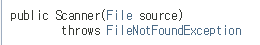 public Scanner(File source)
throws FileNotFoundException